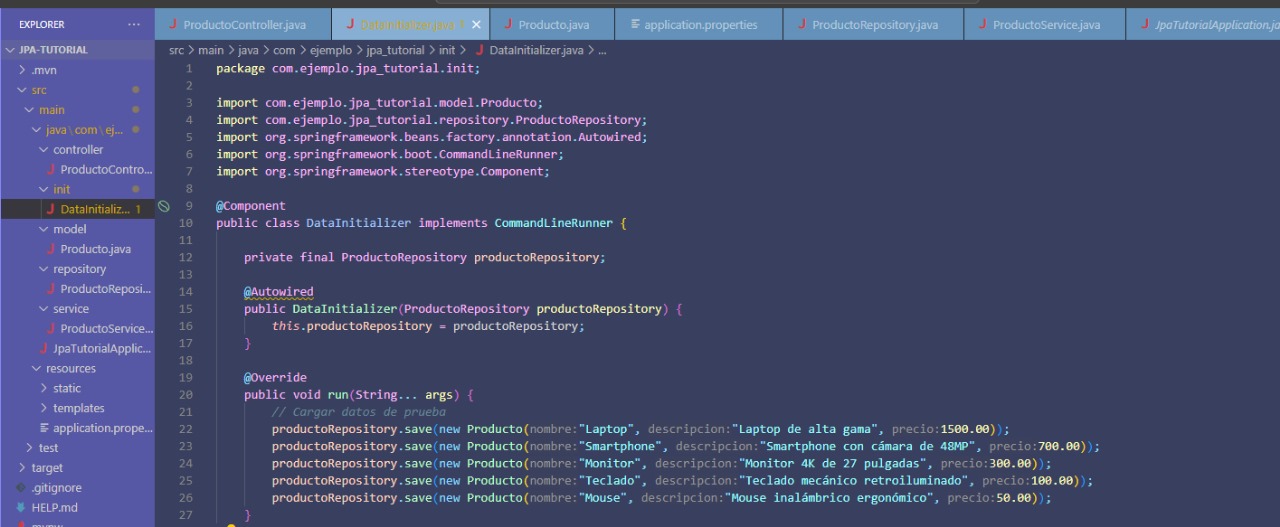 EXPLORER
JPA-TUTORIAL
.mvn
src
main
java\com\ej...
controller
ProductoContro...
init
DataInitializ... 1
model
Producto.java
repository
ProductoReposi...
service
ProductoService...
JpaTutorialApplic...
resources
static
templates
application.prope...
test
target
.gitignore
HELP.md
mvnw
ProductoController.java
DataInitializer.java 1
Producto.java
application.properties
ProductoRepository.java
ProductoService.java
JpaTutorialApplication.ja
src > main > java > com > ejemplo > jpa_tutorial > init > DataInitializer.java > ...
1 package com.ejemplo.jpa_tutorial.init;
2
3 import com.ejemplo.jpa_tutorial.model.Producto;
4 import com.ejemplo.jpa_tutorial.repository.ProductoRepository;
5 import org.springframework.beans.factory.annotation.Autowired;
6 import org.springframework.boot.CommandLineRunner;
7 import org.springframework.stereotype.Component;
8
9 @Component
10 public class DataInitializer implements CommandLineRunner {
11
12 private final ProductoRepository productoRepository;
13
14 @Autowired
15 public DataInitializer(ProductoRepository productoRepository) {
16 this.productoRepository = productoRepository;
17 }
18
19 @Override
20 public void run(String... args) {
21 // Cargar datos de prueba
22 productoRepository.save(new Producto(nombre:"Laptop", descripcion:"Laptop de alta gama", precio:1500.00));
23 productoRepository.save(new Producto(nombre:"Smartphone", descripcion:"Smartphone con cámara de 48MP", precio:700.00));
24 productoRepository.save(new Producto(nombre:"Monitor", descripcion:"Monitor 4K de 27 pulgadas", precio:300.00));
25 productoRepository.save(new Producto(nombre:"Teclado", descripcion:"Teclado mecánico retroiluminado", precio:100.00));
26 productoRepository.save(new Producto(nombre:"Mouse", descripcion:"Mouse inalámbrico ergonómico", precio:50.00));
27 }